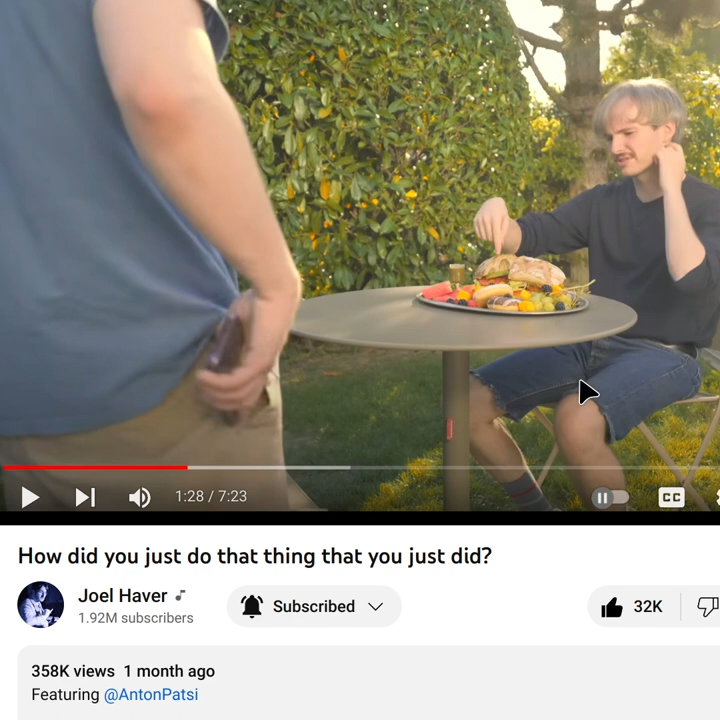 1:28 / 7:23
CC
How did you just do that thing that you just did?
Joel Haver
1.92M subscribers
Subscribed
32K
358K views 1 month ago
Featuring @AntonPatsi